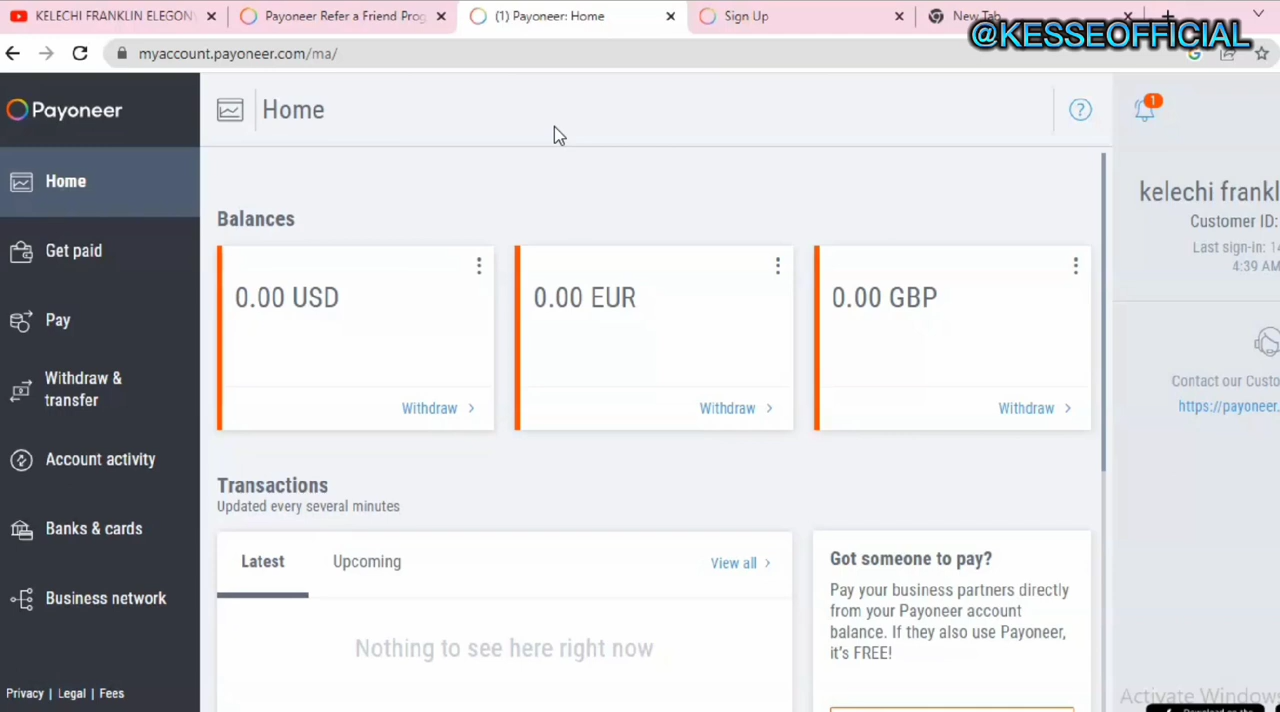 KELECHI FRANKLIN ELEGON
Payoneer Refer a Friend Prog
(1) Payoneer: Home
Sign Up
New Tab
@KESSEOFFICIAL
myaccount.payoneer.com/ma/
Payoneer
Home
?
1
Home
Get paid
Pay
Withdraw &
transfer
Account activity
Banks & cards
Business network
Privacy | Legal | Fees
Balances
0.00 USD
0.00 EUR
0.00 GBP
Withdraw >
Withdraw >
Withdraw >
Transactions
Updated every several minutes
Latest
Upcoming
View all >
Nothing to see here right now
Got someone to pay?
Pay your business partners directly
from your Payoneer account
balance. If they also use Payoneer,
it's FREE!
kelechi frankl
Customer ID:
Last sign-in: 14
4:39 AM
Contact our Custo
https://payoneer.
Activate Windows